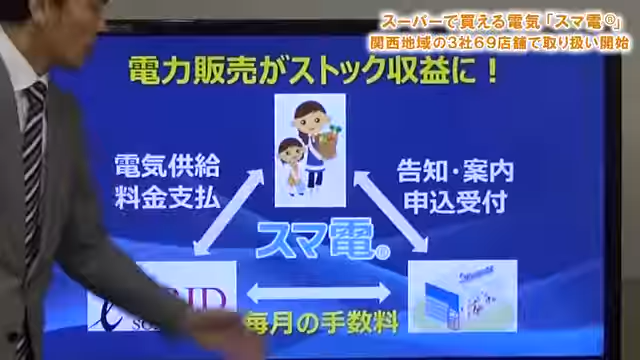 スーパーで買える電気「スマ電®」
関西地域の3社69店舗で取り扱い開始
電力販売がストック収益に!
電気供給
料金支払
告知・案内
申込受付
スマ電®
毎月の手数料